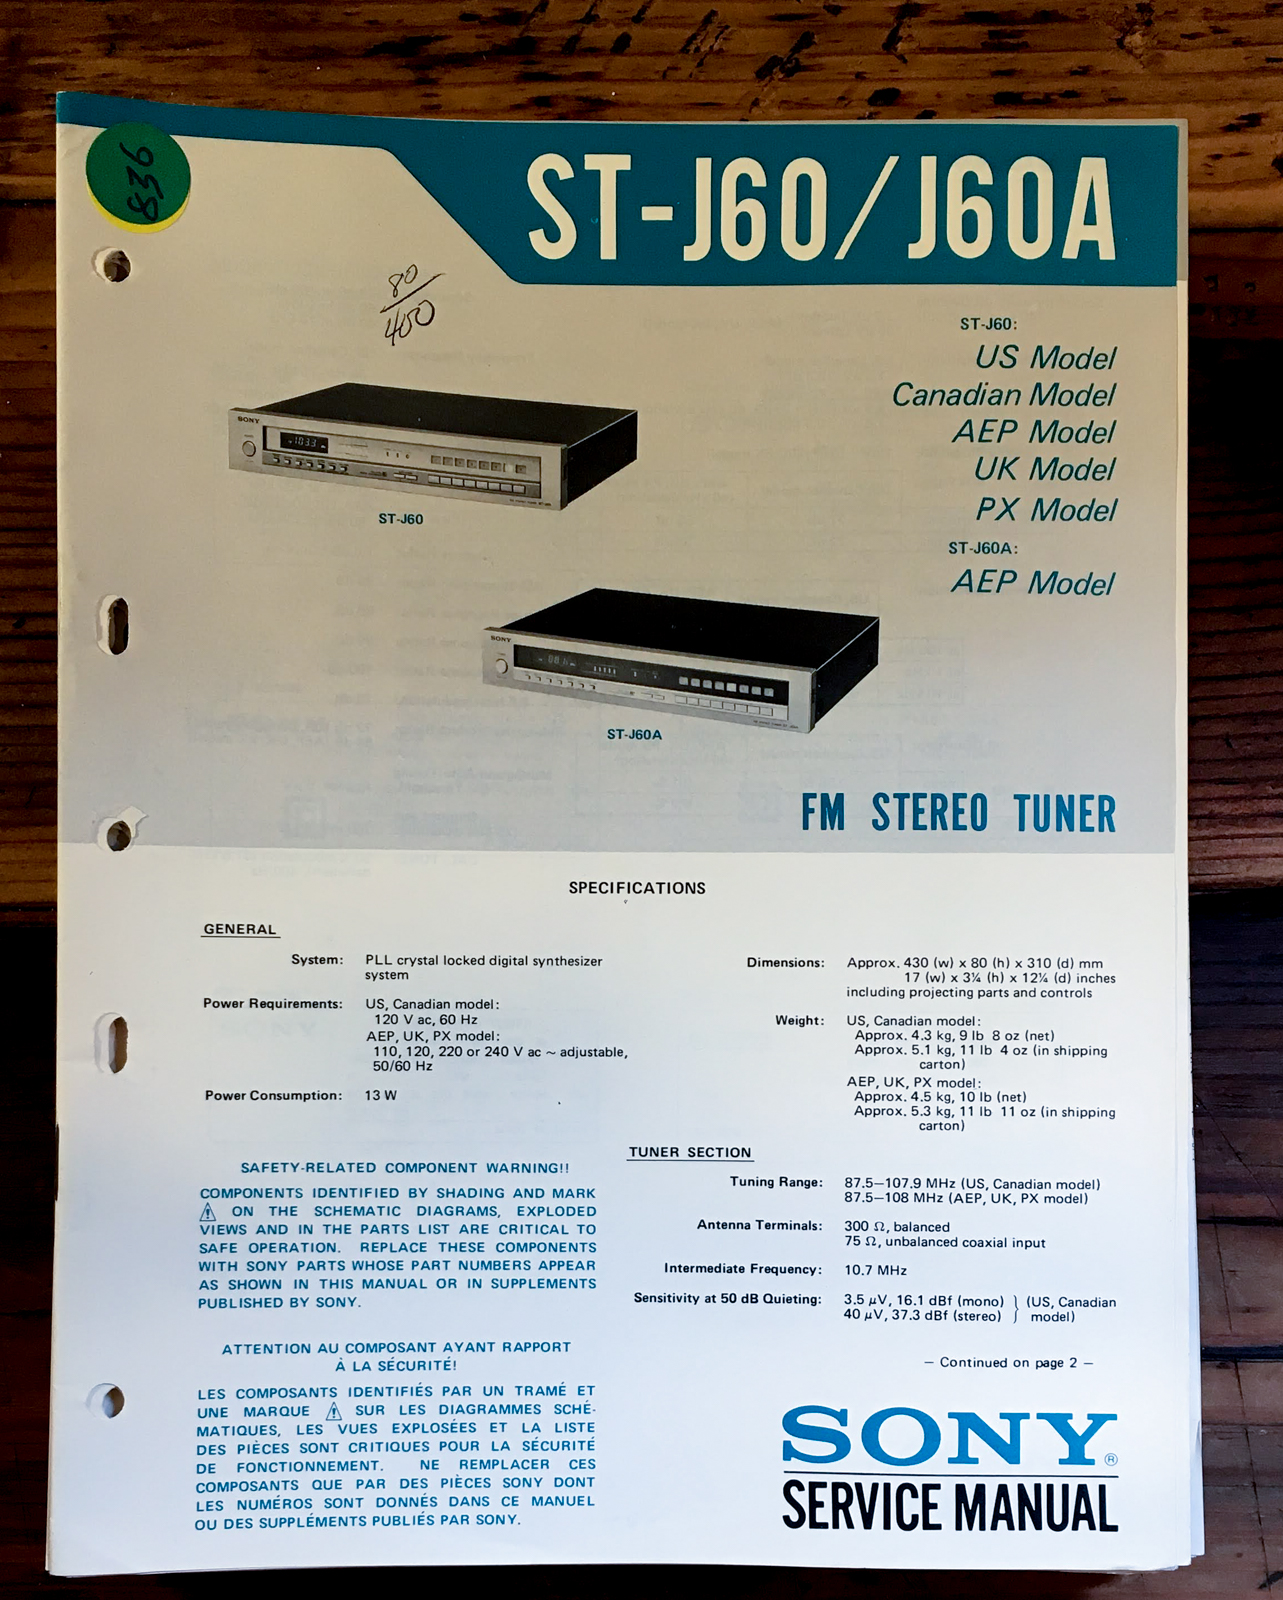 836
ST-J60/J60A
80
400
ST-J60:
US Model
Canadian Model
AEP Model
UK Model
PX Model
ST-J60A:
AEP Model
SONY
103.3
ST-J60
SONY
ST-J60A
FM STEREO TUNER
SPECIFICATIONS
GENERAL
System: PLL crystal locked digital synthesizer
system
Power Requirements: US, Canadian model:
120 V ac, 60 Hz
AEP, UK, PX model:
110, 120, 220 or 240 V ac ~ adjustable,
50/60 Hz
Power Consumption: 13 W
Dimensions: Approx. 430 (w) x 80 (h) x 310 (d) mm
17 (w) x 3¼ (h) x 12¼ (d) inches
including projecting parts and controls
Weight: US, Canadian model:
Approx. 4.3 kg, 9 lb 8 oz (net)
Approx. 5.1 kg, 11 lb 4 oz (in shipping
carton)
AEP, UK, PX model:
Approx. 4.5 kg, 10 lb (net)
Approx. 5.3 kg, 11 lb 11 oz (in shipping
carton)
SAFETY-RELATED COMPONENT WARNING!!
COMPONENTS IDENTIFIED BY SHADING AND MARK
⚠ ON THE SCHEMATIC DIAGRAMS, EXPLODED
VIEWS AND IN THE PARTS LIST ARE CRITICAL TO
SAFE OPERATION. REPLACE THESE COMPONENTS
WITH SONY PARTS WHOSE PART NUMBERS APPEAR
AS SHOWN IN THIS MANUAL OR IN SUPPLEMENTS
PUBLISHED BY SONY.
ATTENTION AU COMPOSANT AYANT RAPPORT
À LA SÉCURITÉ!
LES COMPOSANTS IDENTIFIÉS PAR UN TRAMÉ ET
UNE MARQUE ⚠ SUR LES DIAGRAMMES SCHÉ-
MATIQUES, LES VUES EXPLOSÉES ET LA LISTE
DES PIÈCES SONT CRITIQUES POUR LA SÉCURITÉ
DE FONCTIONNEMENT. NE REMPLACER CES
COMPOSANTS QUE PAR DES PIÈCES SONY DONT
LES NUMÉROS SONT DONNÉS DANS CE MANUEL
OU DES SUPPLÉMENTS PUBLIÉS PAR SONY.
TUNER SECTION
Tuning Range: 87.5–107.9 MHz (US, Canadian model)
87.5–108 MHz (AEP, UK, PX model)
Antenna Terminals: 300 Ω, balanced
75 Ω, unbalanced coaxial input
Intermediate Frequency: 10.7 MHz
Sensitivity at 50 dB Quieting: 3.5 μV, 16.1 dBf (mono) } (US, Canadian
40 μV, 37.3 dBf (stereo) model)
– Continued on page 2 –
SONY®
SERVICE MANUAL